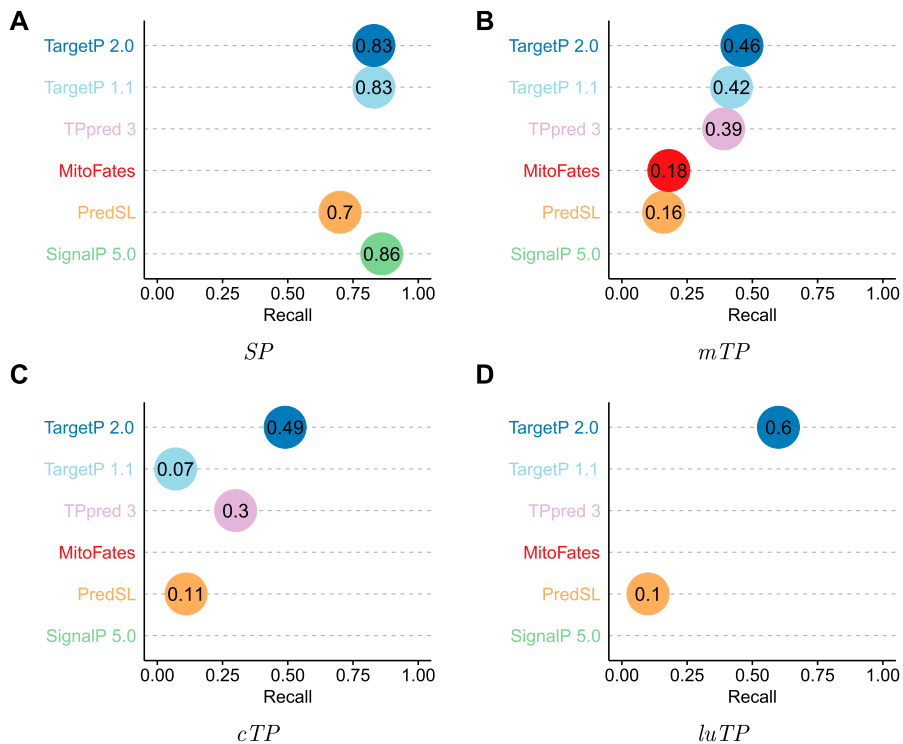 A
TargetP 2.0
0.83
TargetP 1.1
0.83
TPpred 3
MitoFates
PredSL
0.7
SignalP 5.0
0.86
0.00 0.25 0.50 0.75 1.00
Recall
SP
B
TargetP 2.0
0.46
TargetP 1.1
0.42
TPpred 3
0.39
MitoFates
0.18
PredSL
0.16
SignalP 5.0
0.00 0.25 0.50 0.75 1.00
Recall
mTP
C
TargetP 2.0
0.49
TargetP 1.1
0.07
TPpred 3
0.3
MitoFates
PredSL
0.11
SignalP 5.0
0.00 0.25 0.50 0.75 1.00
Recall
cTP
D
TargetP 2.0
0.6
TargetP 1.1
TPpred 3
MitoFates
PredSL
0.1
SignalP 5.0
0.00 0.25 0.50 0.75 1.00
Recall
luTP